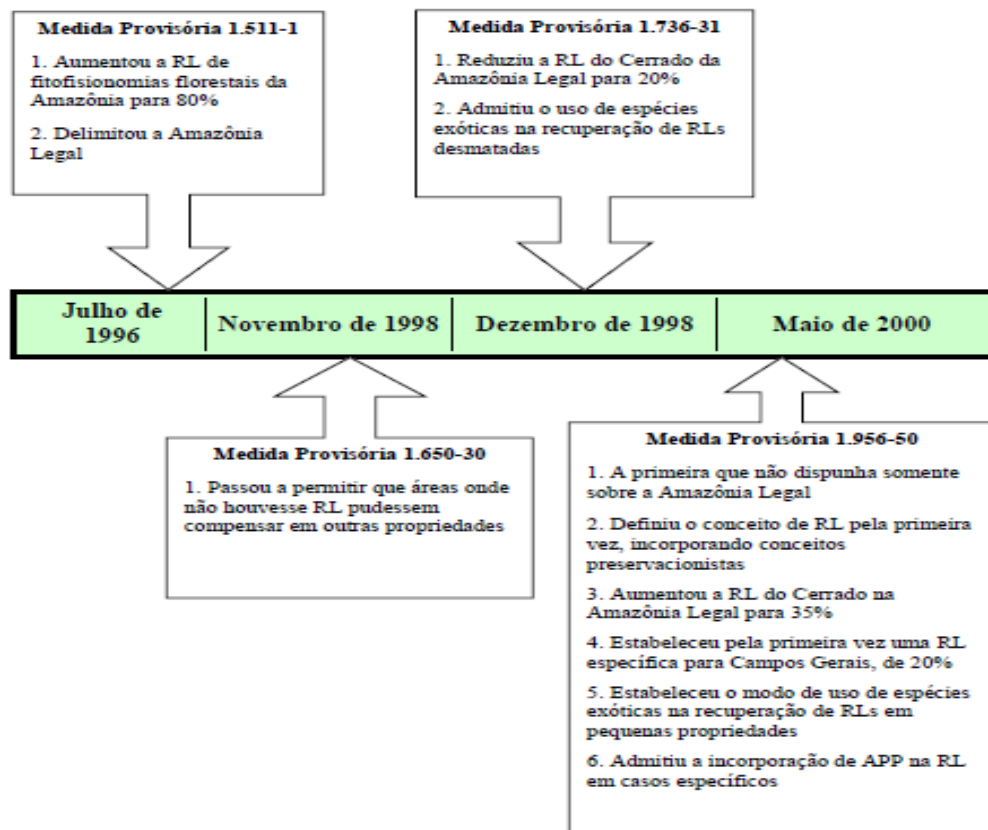 Medida Provisória 1.511-1
1. Aumentou a RL de
fitofisionomias florestais da
Amazônia para 80%
2. Delimitou a Amazônia
Legal
Medida Provisória 1.736-31
1. Reduziu a RL do Cerrado da
Amazônia Legal para 20%
2. Admitiu o uso de espécies
exóticas na recuperação de RLs
desmatadas
Julho de
1996
Novembro de 1998
Dezembro de 1998
Maio de 2000
Medida Provisória 1.650-30
1. Passou a permitir que áreas onde
não houvesse RL pudessem
compensar em outras propriedades
Medida Provisória 1.956-50
1. A primeira que não dispunha somente
sobre a Amazônia Legal
2. Definiu o conceito de RL pela primeira
vez, incorporando conceitos
preservacionistas
3. Aumentou a RL do Cerrado na
Amazônia Legal para 35%
4. Estabeleceu pela primeira vez uma RL
específica para Campos Gerais, de 20%
5. Estabeleceu o modo de uso de espécies
exóticas na recuperação de RLs em
pequenas propriedades
6. Admitiu a incorporação de APP na RL
em casos específicos